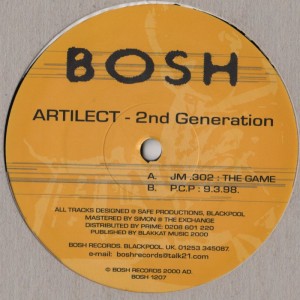 BOSH
ARTILECT - 2nd Generation
A. JM .302 : THE GAME
B. P.C.P : 9.3.98.
ALL TRACKS DESIGNED @ SAFE PRODUCTIONS, BLACKPOOL.
MASTERED BY SIMON @ THE EXCHANGE
DISTRIBUTED BY PRIME: 0208 601 220
PUBLISHED BY BLAKKAT MUSIC 2000
BOSH RECORDS. BLACKPOOL. UK. 01253 345087.
e-mail: boshrecords@talk21.com
© BOSH RECORDS 2000 AD.
BOSH 1207